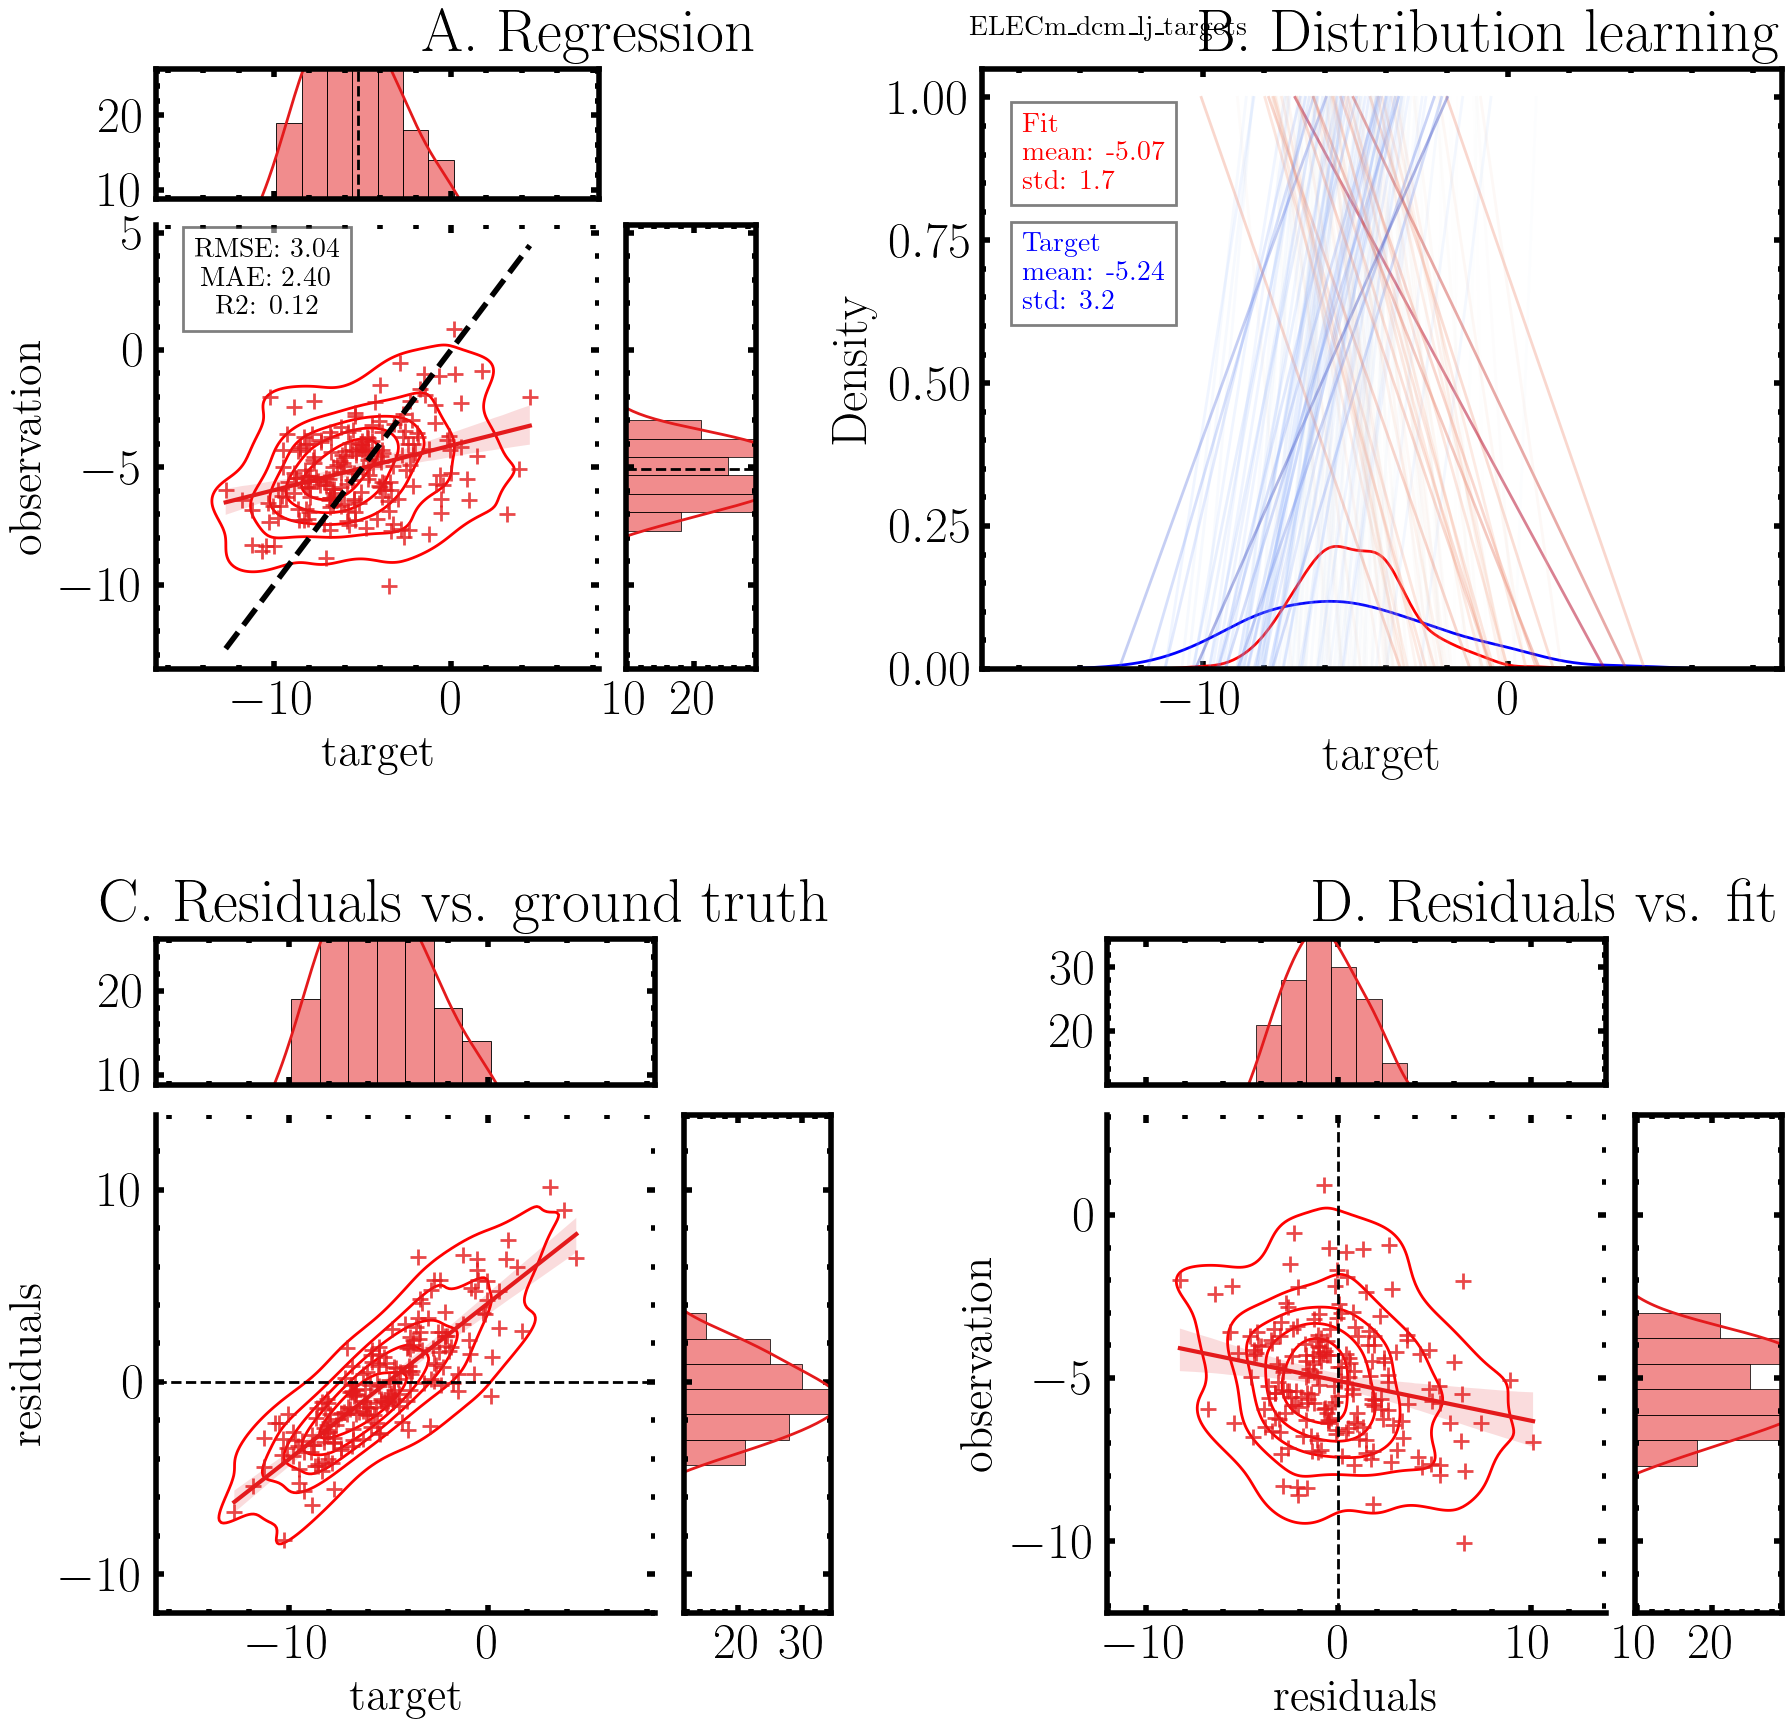 A. Regression
20
10
5
0
−5
−10
observation
RMSE: 3.04
MAE: 2.40
R2: 0.12
−10
0
10
20
target
ELECm_dcm_lj_targets
B. Distribution learning
1.00
0.75
0.50
0.25
0.00
Density
Fit
mean: -5.07
std: 1.7
Target
mean: -5.24
std: 3.2
−10
0
target
C. Residuals vs. ground truth
20
10
10
0
−10
residuals
−10
0
20
30
target
D. Residuals vs. fit
30
20
0
−5
−10
observation
−10
0
10
10
20
residuals